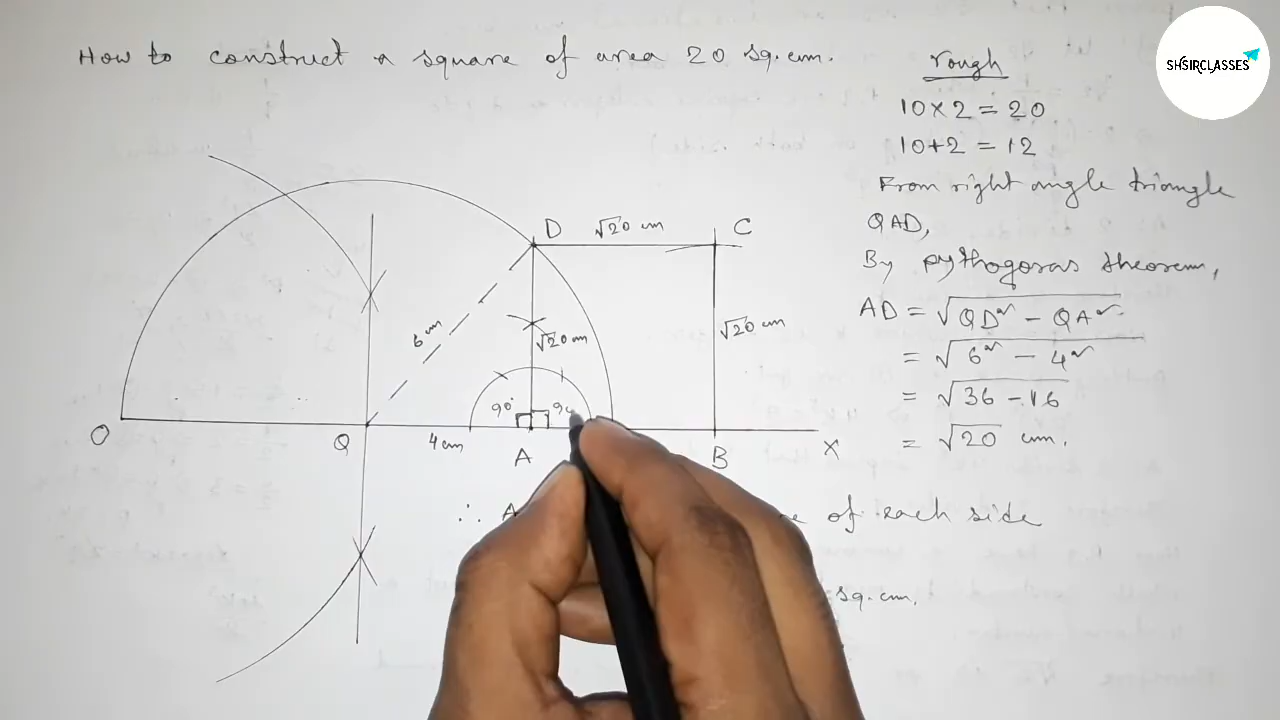 How to construct a square of area 20 sq.cm.
SHSIRCLASSES
rough
10×2 = 20
10+2 = 12
From right angle triangle
QAD,
By pythogoras theorem,
AD = √QD² − QA²
= √6² − 4²
= √36 − 16
= √20 cm.
D √20 cm C
6 cm
√20 cm
√20 cm
90°
O Q 4cm A B X
∴ A of each side
sq.cm.